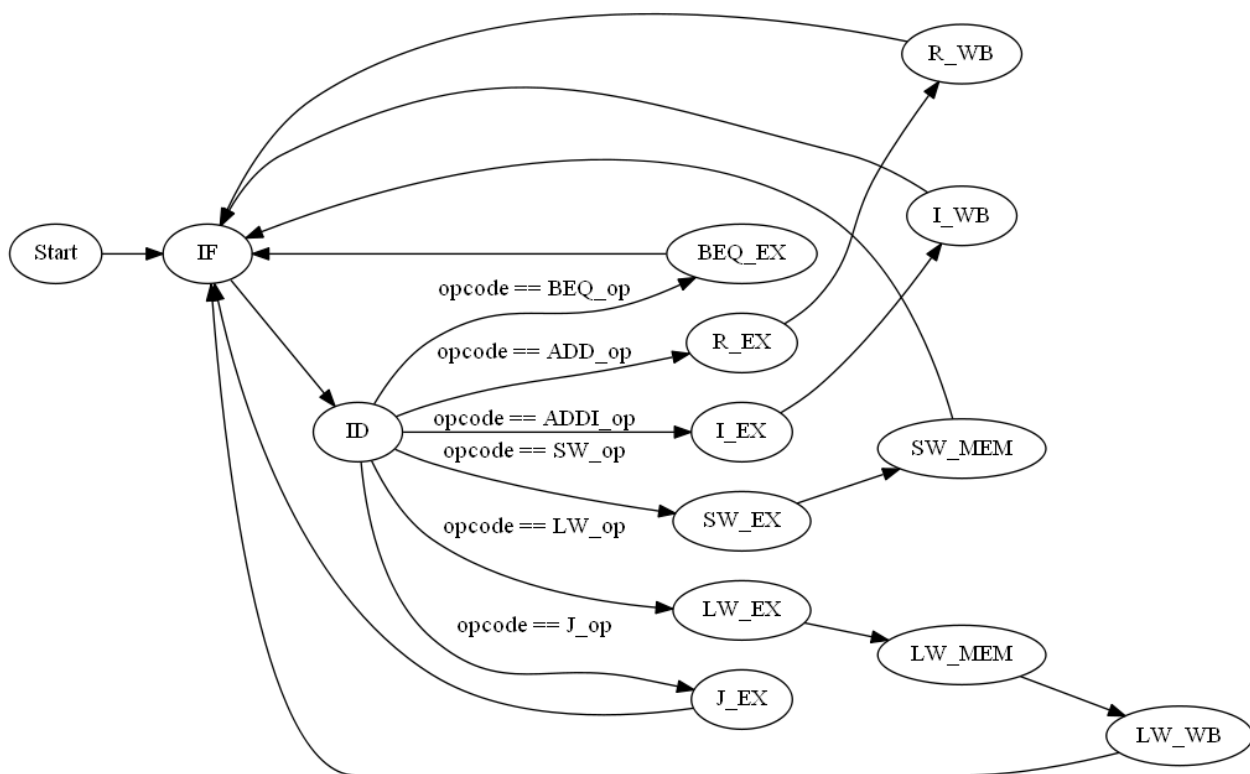 R_WB
I_WB
Start
IF
BEQ_EX
opcode == BEQ_op
R_EX
opcode == ADD_op
opcode == ADDI_op
ID
I_EX
opcode == SW_op
SW_MEM
SW_EX
opcode == LW_op
LW_EX
opcode == J_op
LW_MEM
J_EX
LW_WB